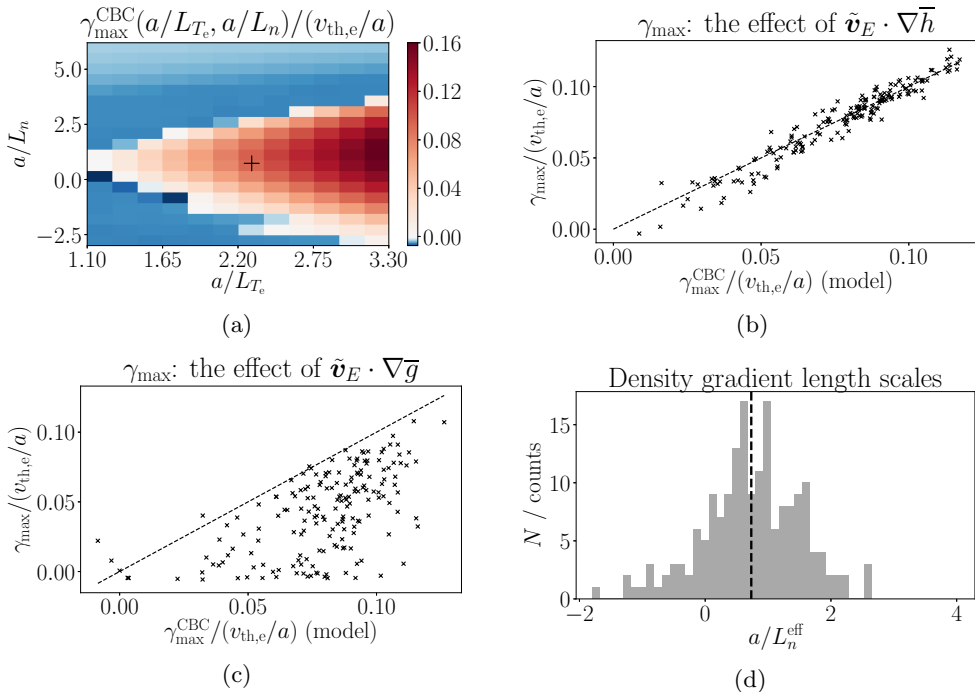 γ_max^CBC(a/L_Te, a/L_n)/(v_th,e/a)
5.0
2.5
0.0
−2.5
a/L_n
1.10 1.65 2.20 2.75 3.30
a/L_Te
0.16
0.12
0.08
0.04
0.00
(a)
γ_max: the effect of ṽ_E · ∇h̅
γ_max/(v_th,e/a)
0.10
0.05
0.00
0.00 0.05 0.10
γ_max^CBC/(v_th,e/a) (model)
(b)
γ_max: the effect of ṽ_E · ∇g̅
γ_max/(v_th,e/a)
0.10
0.05
0.00
0.00 0.05 0.10
γ_max^CBC/(v_th,e/a) (model)
(c)
Density gradient length scales
N / counts
15
10
5
0
−2 0 2 4
a/L_n^eff
(d)